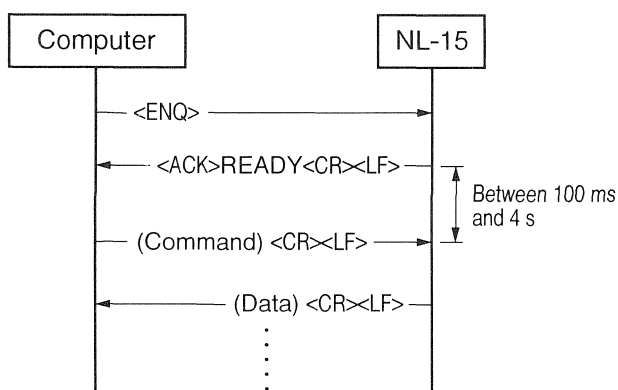 Computer
NL-15
<ENQ>
<ACK>READY<CR><LF>
Between 100 ms
and 4 s
(Command) <CR><LF>
(Data) <CR><LF>